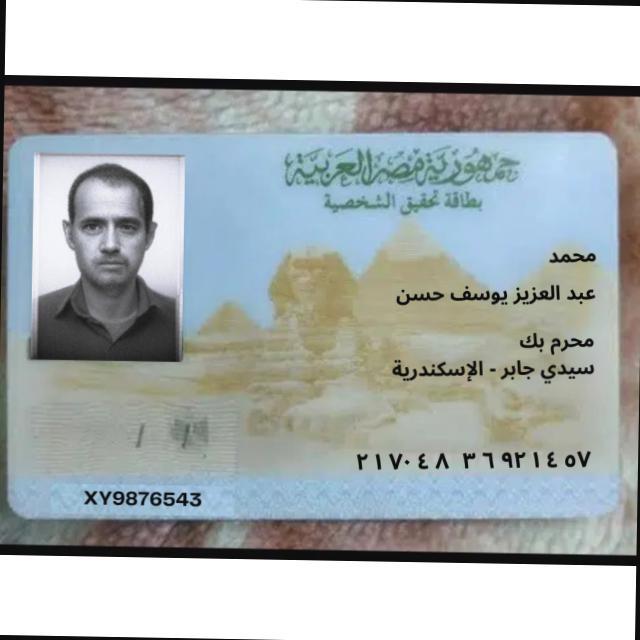 جمهورية مصر العربية
بطاقة تحقيق الشخصية
محمد
عبد العزيز يوسف حسن
محرم بك
سيدي جابر - الإسكندرية
٢١٧٠٤٨ ٣٦٩٢١٤٥٧
/ /
XY9876543